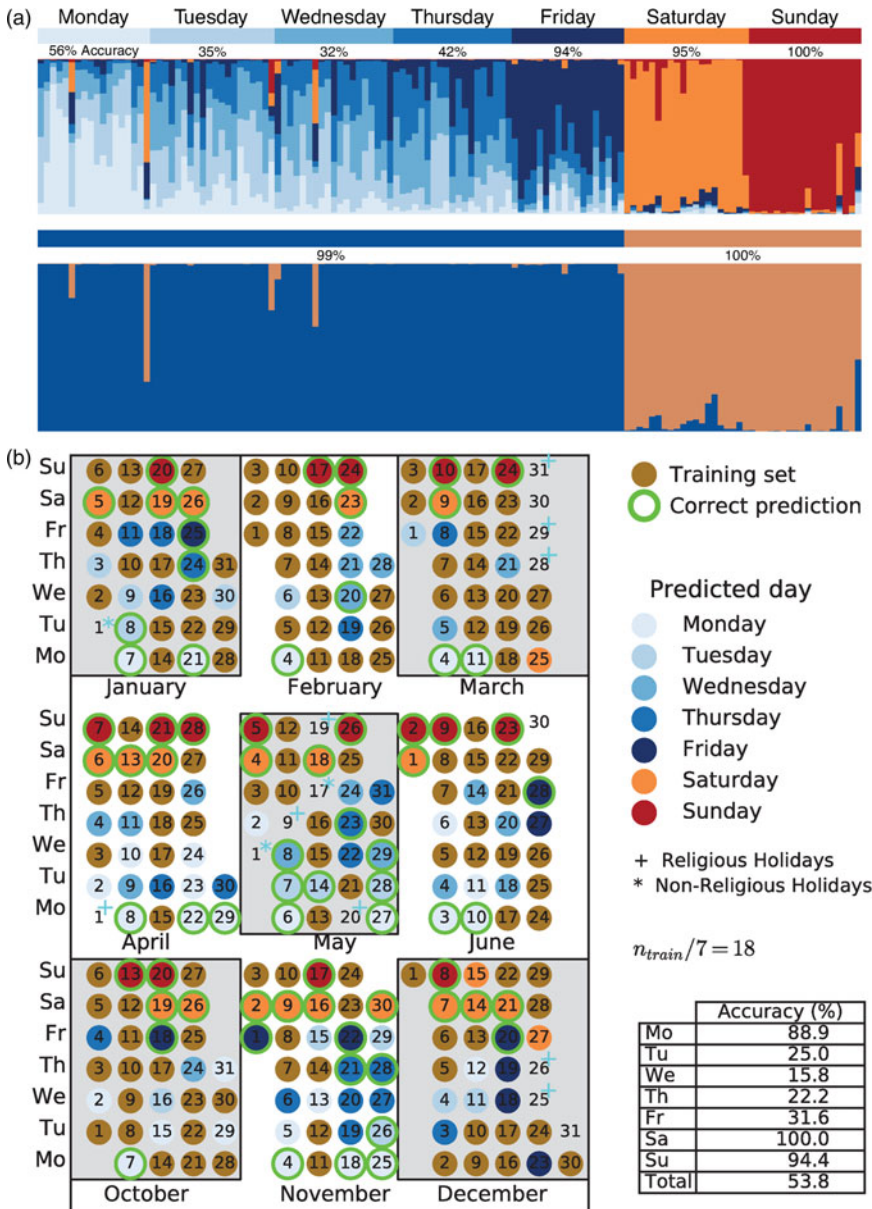 (a)
Monday Tuesday Wednesday Thursday Friday Saturday Sunday
56% Accuracy 35% 32% 42% 94% 95% 100%
99% 100%
(b)
Su 6 13 20 27 3 10 17 24 3 10 17 24 31+
Sa 5 12 19 26 2 9 16 23 2 9 16 23 30
Fr 4 11 18 25 1 8 15 22 1 8 15 22 29+
Th 3 10 17 24 31 7 14 21 28 7 14 21 28+
We 2 9 16 23 30 6 13 20 27 6 13 20 27
Tu 1* 8 15 22 29 5 12 19 26 5 12 19 26
Mo 7 14 21 28 4 11 18 25 4 11 18 25
January February March
Su 7 14 21 28 5 12 19+ 26 2 9 16 23 30
Sa 6 13 20 27 4 11 18 25 1 8 15 22 29
Fr 5 12 19 26 3 10 17* 24 31 7 14 21 28
Th 4 11 18 25 2 9+ 16 23 30 6 13 20 27
We 3 10 17 24 1* 8 15 22 29 5 12 19 26
Tu 2 9 16 23 30 7 14 21 28 4 11 18 25
Mo 1+ 8 15 22 29 6 13 20+ 27 3 10 17 24
April May June
Su 6 13 20 27 3 10 17 24 1 8 15 22 29
Sa 5 12 19 26 2 9 16 23 30 7 14 21 28
Fr 4 11 18 25 1 8 15 22 29 6 13 20 27
Th 3 10 17 24 31 7 14 21 28 5 12 19 26+
We 2 9 16 23 30 6 13 20 27 4 11 18 25+
Tu 1 8 15 22 29 5 12 19 26 3 10 17 24 31
Mo 7 14 21 28 4 11 18 25 2 9 16 23 30
October November December
Training set
Correct prediction
Predicted day
Monday
Tuesday
Wednesday
Thursday
Friday
Saturday
Sunday
+ Religious Holidays
* Non-Religious Holidays
n_train/7 = 18
Accuracy (%)
Mo 88.9
Tu 25.0
We 15.8
Th 22.2
Fr 31.6
Sa 100.0
Su 94.4
Total 53.8